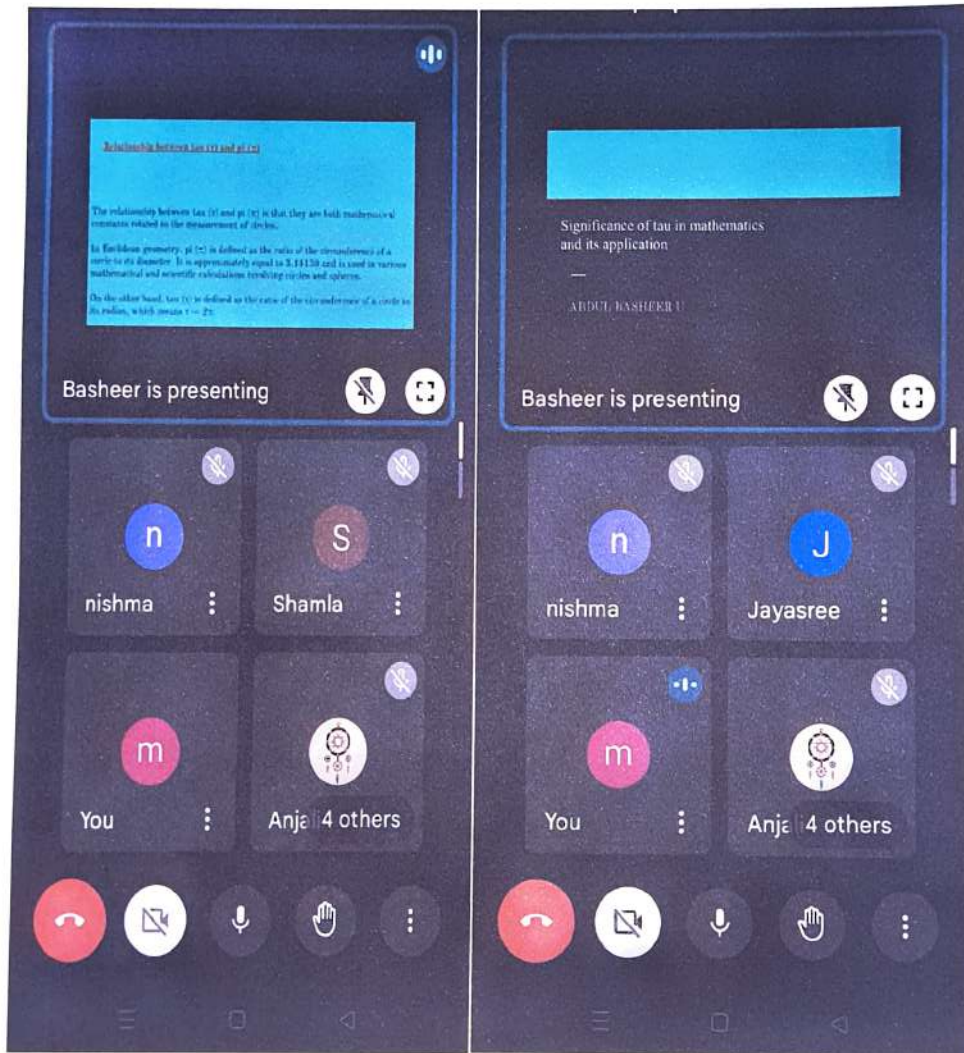 Relationship between tau (τ) and pi (π)
The relationship between tau (τ) and pi (π) is that they are both mathematical
constants related to the measurement of circles.
In Euclidean geometry, pi (π) is defined as the ratio of the circumference of a
circle to its diameter. It is approximately equal to 3.14159 and is used in various
mathematical and scientific calculations involving circles and spheres.
On the other hand, tau (τ) is defined as the ratio of the circumference of a circle to
its radius, which means τ = 2π.
Basheer is presenting
n
nishma
S
Shamla
m
You
Anjali 4 others
Significance of tau in mathematics
and its application
ABDUL BASHEER U
Basheer is presenting
n
nishma
J
Jayasree
m
You
Anjali 4 others